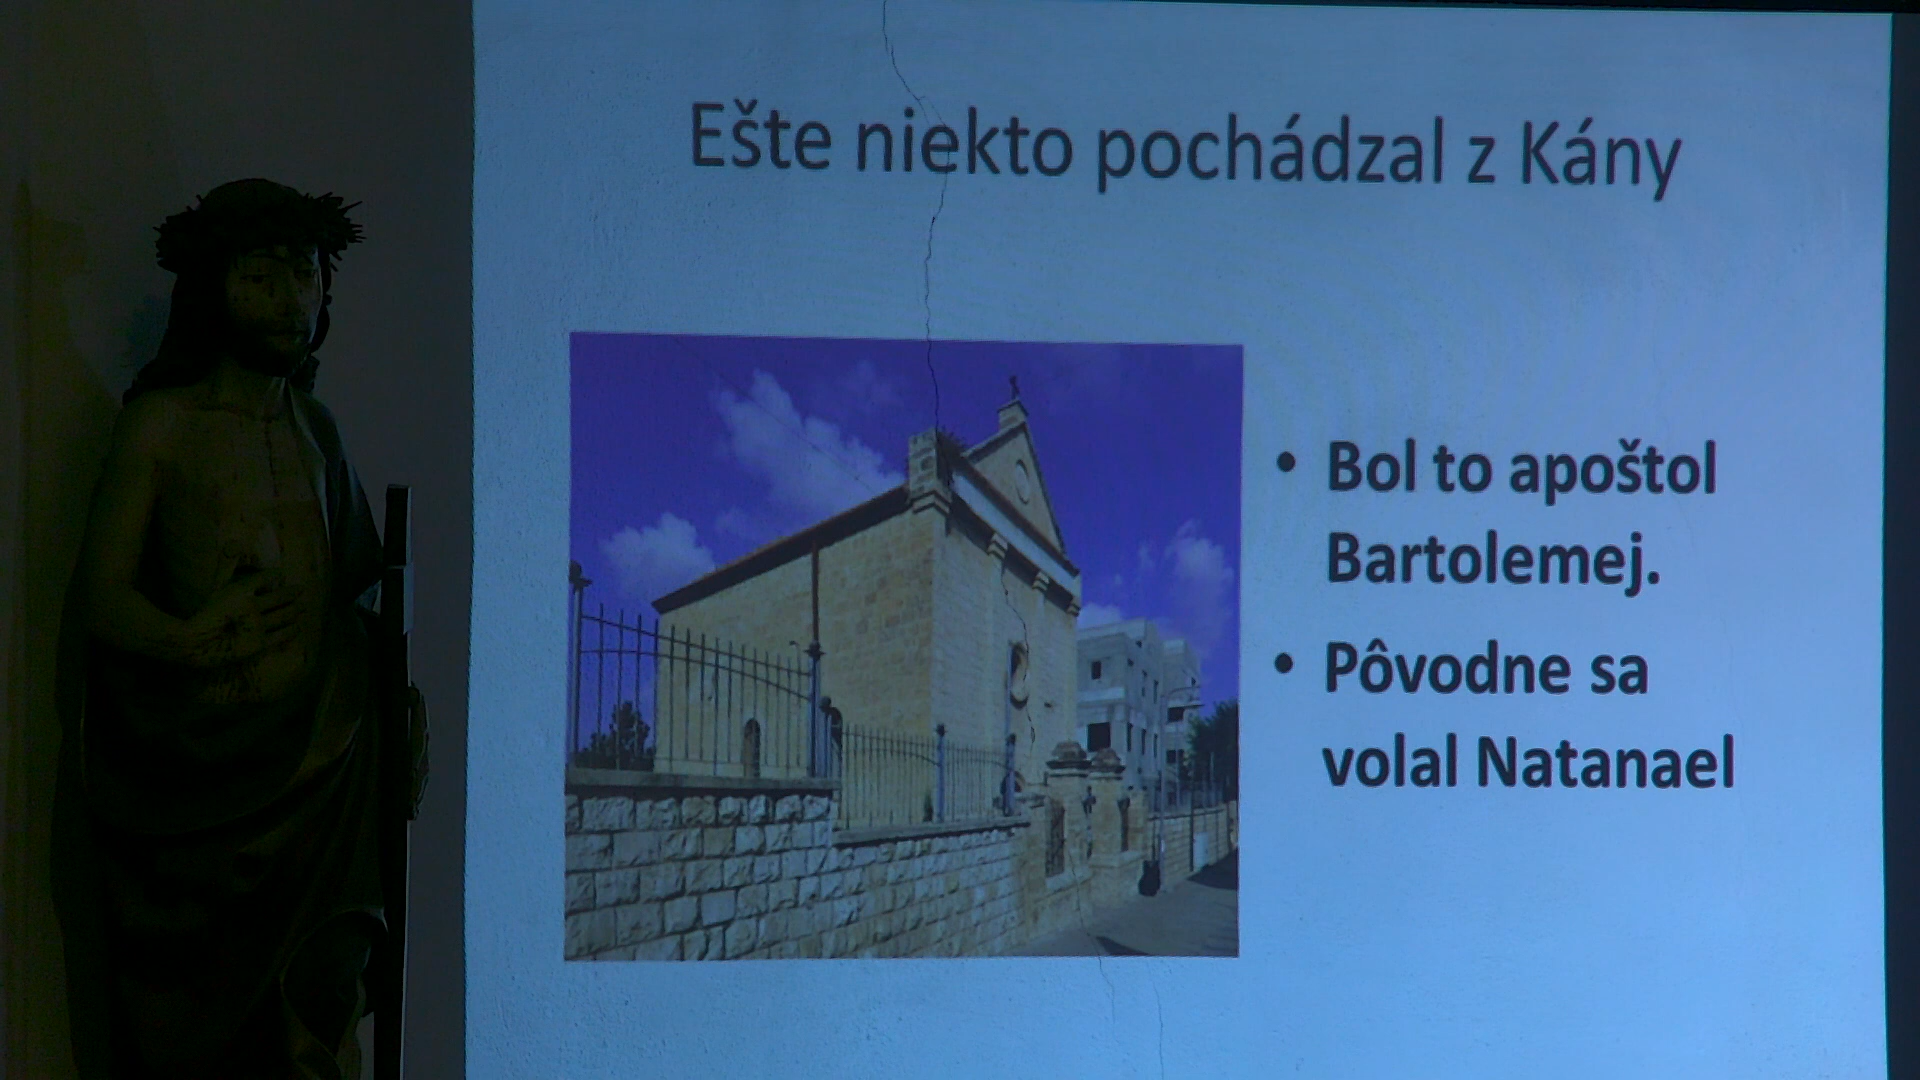 Ešte niekto pochádzal z Kány
• Bol to apoštol
Bartolemej.
• Pôvodne sa
volal Natanael